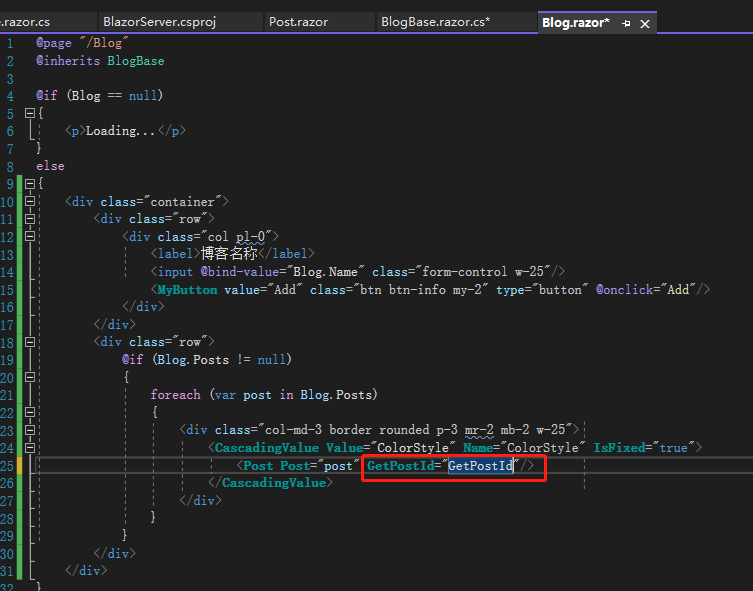 .razor.cs BlazorServer.csproj Post.razor BlogBase.razor.cs* Blog.razor*
1 @page "/Blog"
2 @inherits BlogBase
3
4 @if (Blog == null)
5 {
6 <p>Loading...</p>
7 }
8 else
9 {
10 <div class="container">
11 <div class="row">
12 <div class="col pl-0">
13 <label>博客名称</label>
14 <input @bind-value="Blog.Name" class="form-control w-25"/>
15 <MyButton value="Add" class="btn btn-info my-2" type="button" @onclick="Add"/>
16 </div>
17 </div>
18 <div class="row">
19 @if (Blog.Posts != null)
20 {
21 foreach (var post in Blog.Posts)
22 {
23 <div class="col-md-3 border rounded p-3 mr-2 mb-2 w-25">
24 <CascadingValue Value="ColorStyle" Name="ColorStyle" IsFixed="true">
25 <Post Post="post" GetPostId="GetPostId"/>
26 </CascadingValue>
27 </div>
28 }
29 }
30 </div>
31 </div>
32 }